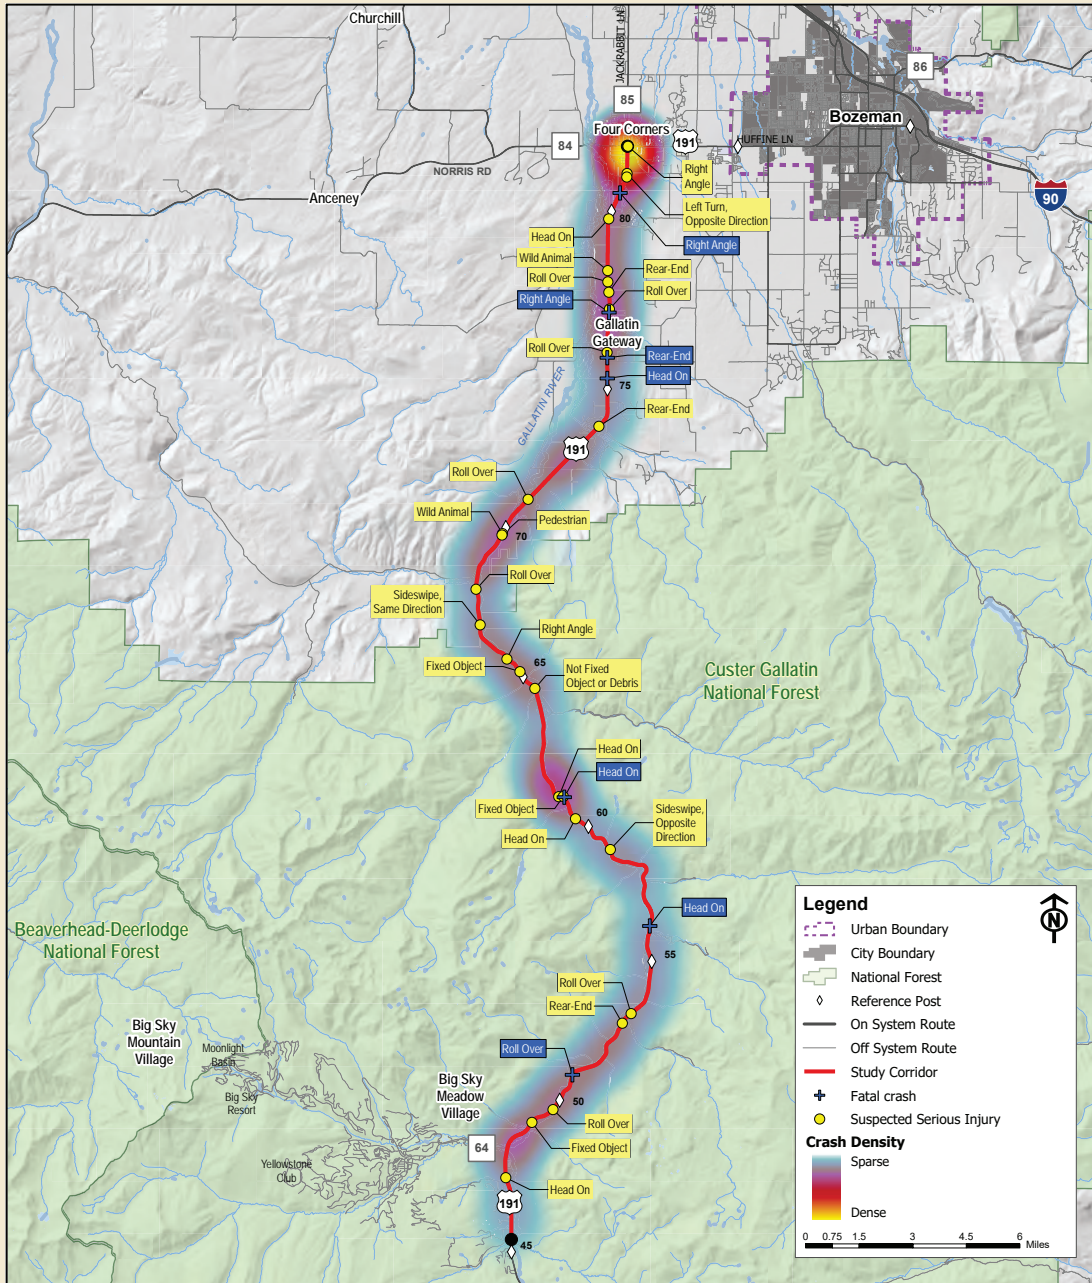 Churchill
JACKRABBIT LN
86
85
Bozeman
Four Corners
84
191
HUFFINE LN
NORRIS RD
Right
Angle
90
Anceney
Left Turn,
Opposite Direction
80
Head On
Right Angle
Wild Animal
Rear-End
Roll Over
Roll Over
Right Angle
Gallatin
Gateway
Roll Over
Rear-End
Head On
75
GALLATIN RIVER
Rear-End
191
Roll Over
Wild Animal
Pedestrian
70
Roll Over
Sideswipe,
Same Direction
Right Angle
65
Fixed Object
Not Fixed
Object or Debris
Custer Gallatin
National Forest
Head On
Head On
Fixed Object
60
Sideswipe,
Opposite
Direction
Head On
Head On
Beaverhead-Deerlodge
National Forest
55
Roll Over
Rear-End
Big Sky
Mountain
Village
Moonlight
Basin
Roll Over
Big Sky
Resort
Big Sky
Meadow
Village
50
Roll Over
64
Fixed Object
Yellowstone
Club
Head On
191
45
Legend
N
Urban Boundary
City Boundary
National Forest
Reference Post
On System Route
Off System Route
Study Corridor
Fatal crash
Suspected Serious Injury
Crash Density
Sparse
Dense
0 0.75 1.5 3 4.5 6
Miles